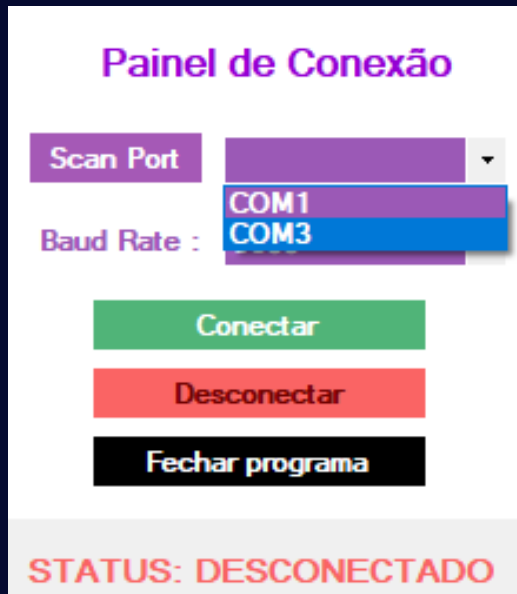 Painel de Conexão
Scan Port
COM1
COM3
Baud Rate :
Conectar
Desconectar
Fechar programa
STATUS: DESCONECTADO